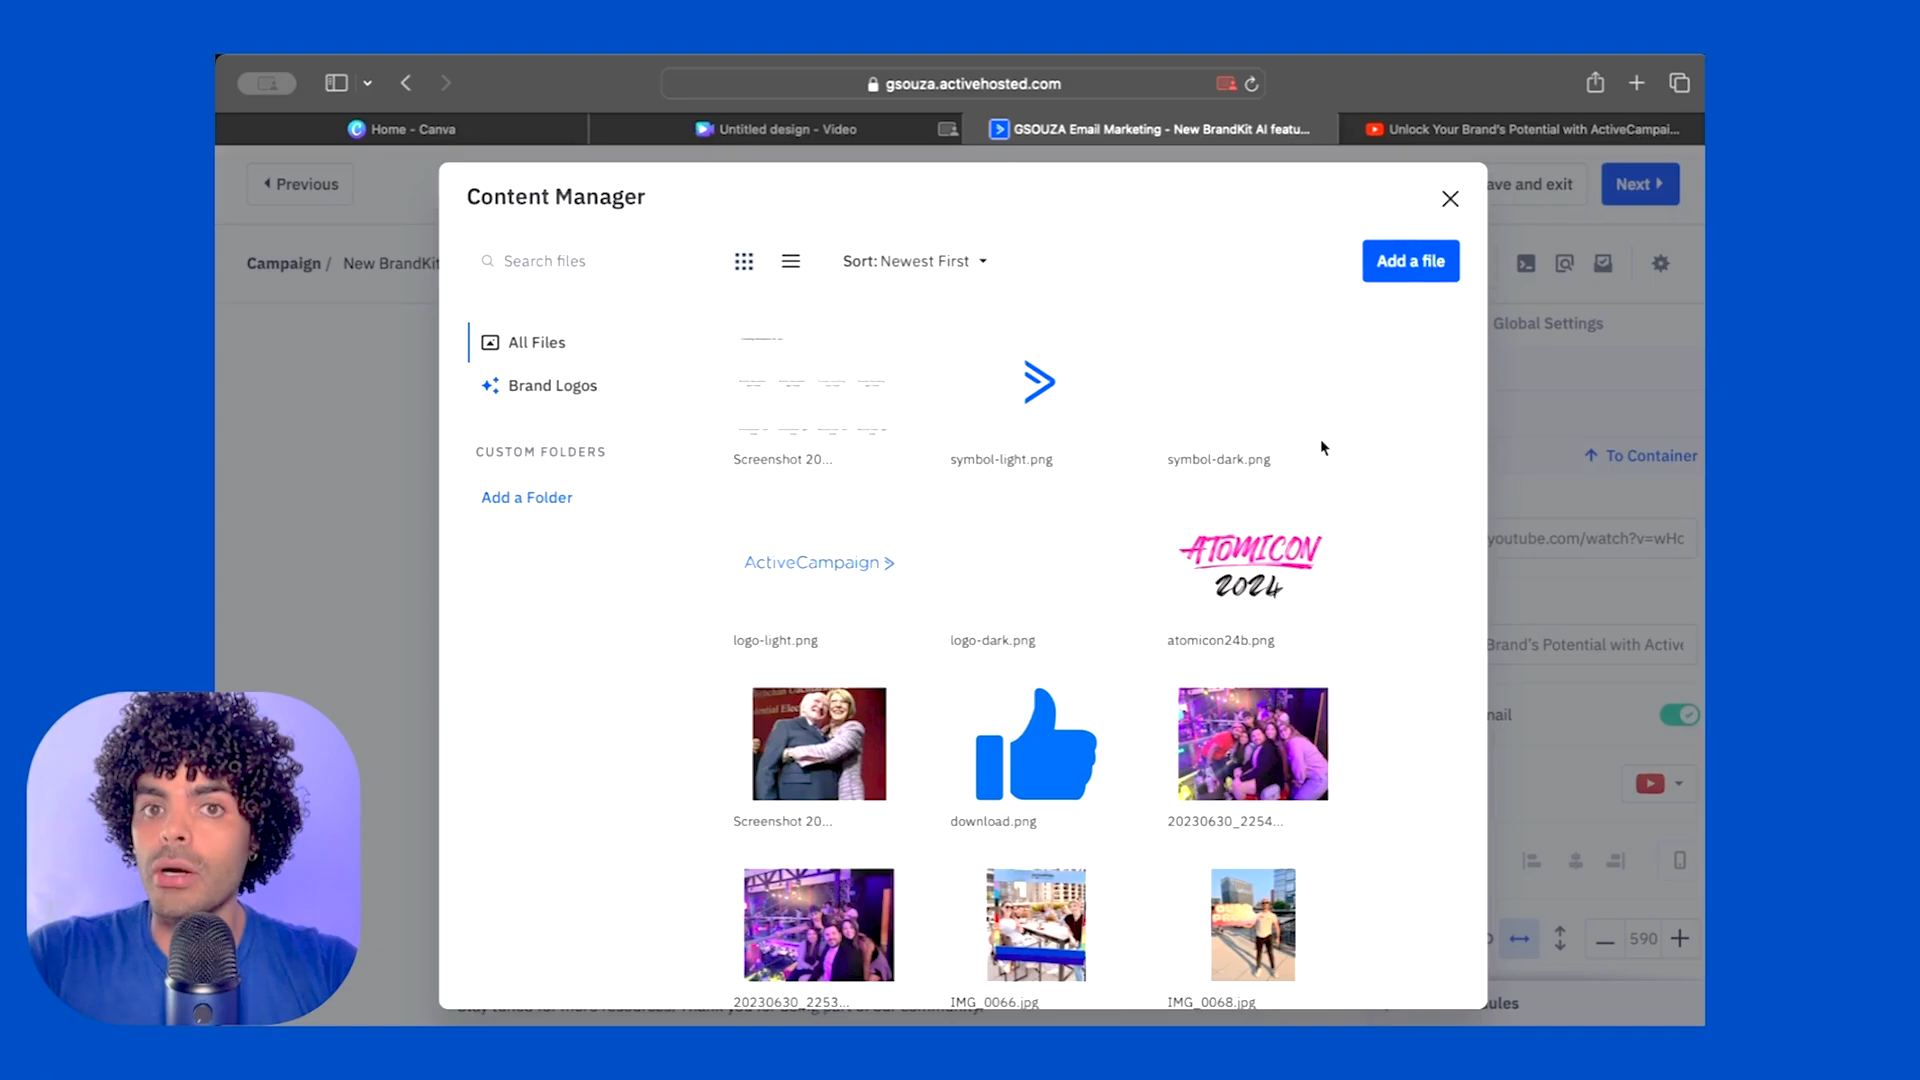 gsouza.activehosted.com
Home - Canva
Untitled design - Video
GSOUZA Email Marketing - New BrandKit AI featu...
Unlock Your Brand's Potential with ActiveCampai...
Previous
Content Manager
ave and exit
Next
Campaign / New BrandKit
Search files
Sort: Newest First
Add a file
All Files
Global Settings
Brand Logos
CUSTOM FOLDERS
Screenshot 20...
symbol-light.png
symbol-dark.png
To Container
Add a Folder
youtube.com/watch?v=wHc
ActiveCampaign >
ATOMICON
2024
logo-light.png
logo-dark.png
atomicon24b.png
Brand's Potential with Active
nail
Screenshot 20...
download.png
20230630_2254...
590
20230630_2253...
IMG_0066.jpg
IMG_0068.jpg
ules